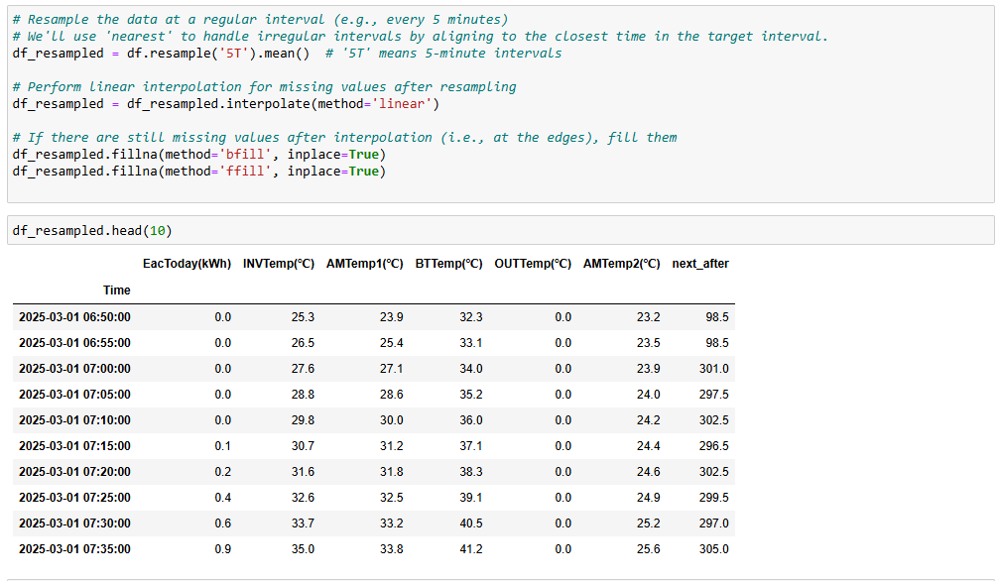 # Resample the data at a regular interval (e.g., every 5 minutes)
# We'll use 'nearest' to handle irregular intervals by aligning to the closest time in the target interval.
df_resampled = df.resample('5T').mean()  # '5T' means 5-minute intervals
# Perform linear interpolation for missing values after resampling
df_resampled = df_resampled.interpolate(method='linear')
# If there are still missing values after interpolation (i.e., at the edges), fill them
df_resampled.fillna(method='bfill', inplace=True)
df_resampled.fillna(method='ffill', inplace=True)
df_resampled.head(10)
EacToday(kWh) INVTemp(℃) AMTemp1(℃) BTTemp(℃) OUTTemp(℃) AMTemp2(℃) next_after
Time
2025-03-01 06:50:00 0.0 25.3 23.9 32.3 0.0 23.2 98.5
2025-03-01 06:55:00 0.0 26.5 25.4 33.1 0.0 23.5 98.5
2025-03-01 07:00:00 0.0 27.6 27.1 34.0 0.0 23.9 301.0
2025-03-01 07:05:00 0.0 28.8 28.6 35.2 0.0 24.0 297.5
2025-03-01 07:10:00 0.0 29.8 30.0 36.0 0.0 24.2 302.5
2025-03-01 07:15:00 0.1 30.7 31.2 37.1 0.0 24.4 296.5
2025-03-01 07:20:00 0.2 31.6 31.8 38.3 0.0 24.6 302.5
2025-03-01 07:25:00 0.4 32.6 32.5 39.1 0.0 24.9 299.5
2025-03-01 07:30:00 0.6 33.7 33.2 40.5 0.0 25.2 297.0
2025-03-01 07:35:00 0.9 35.0 33.8 41.2 0.0 25.6 305.0